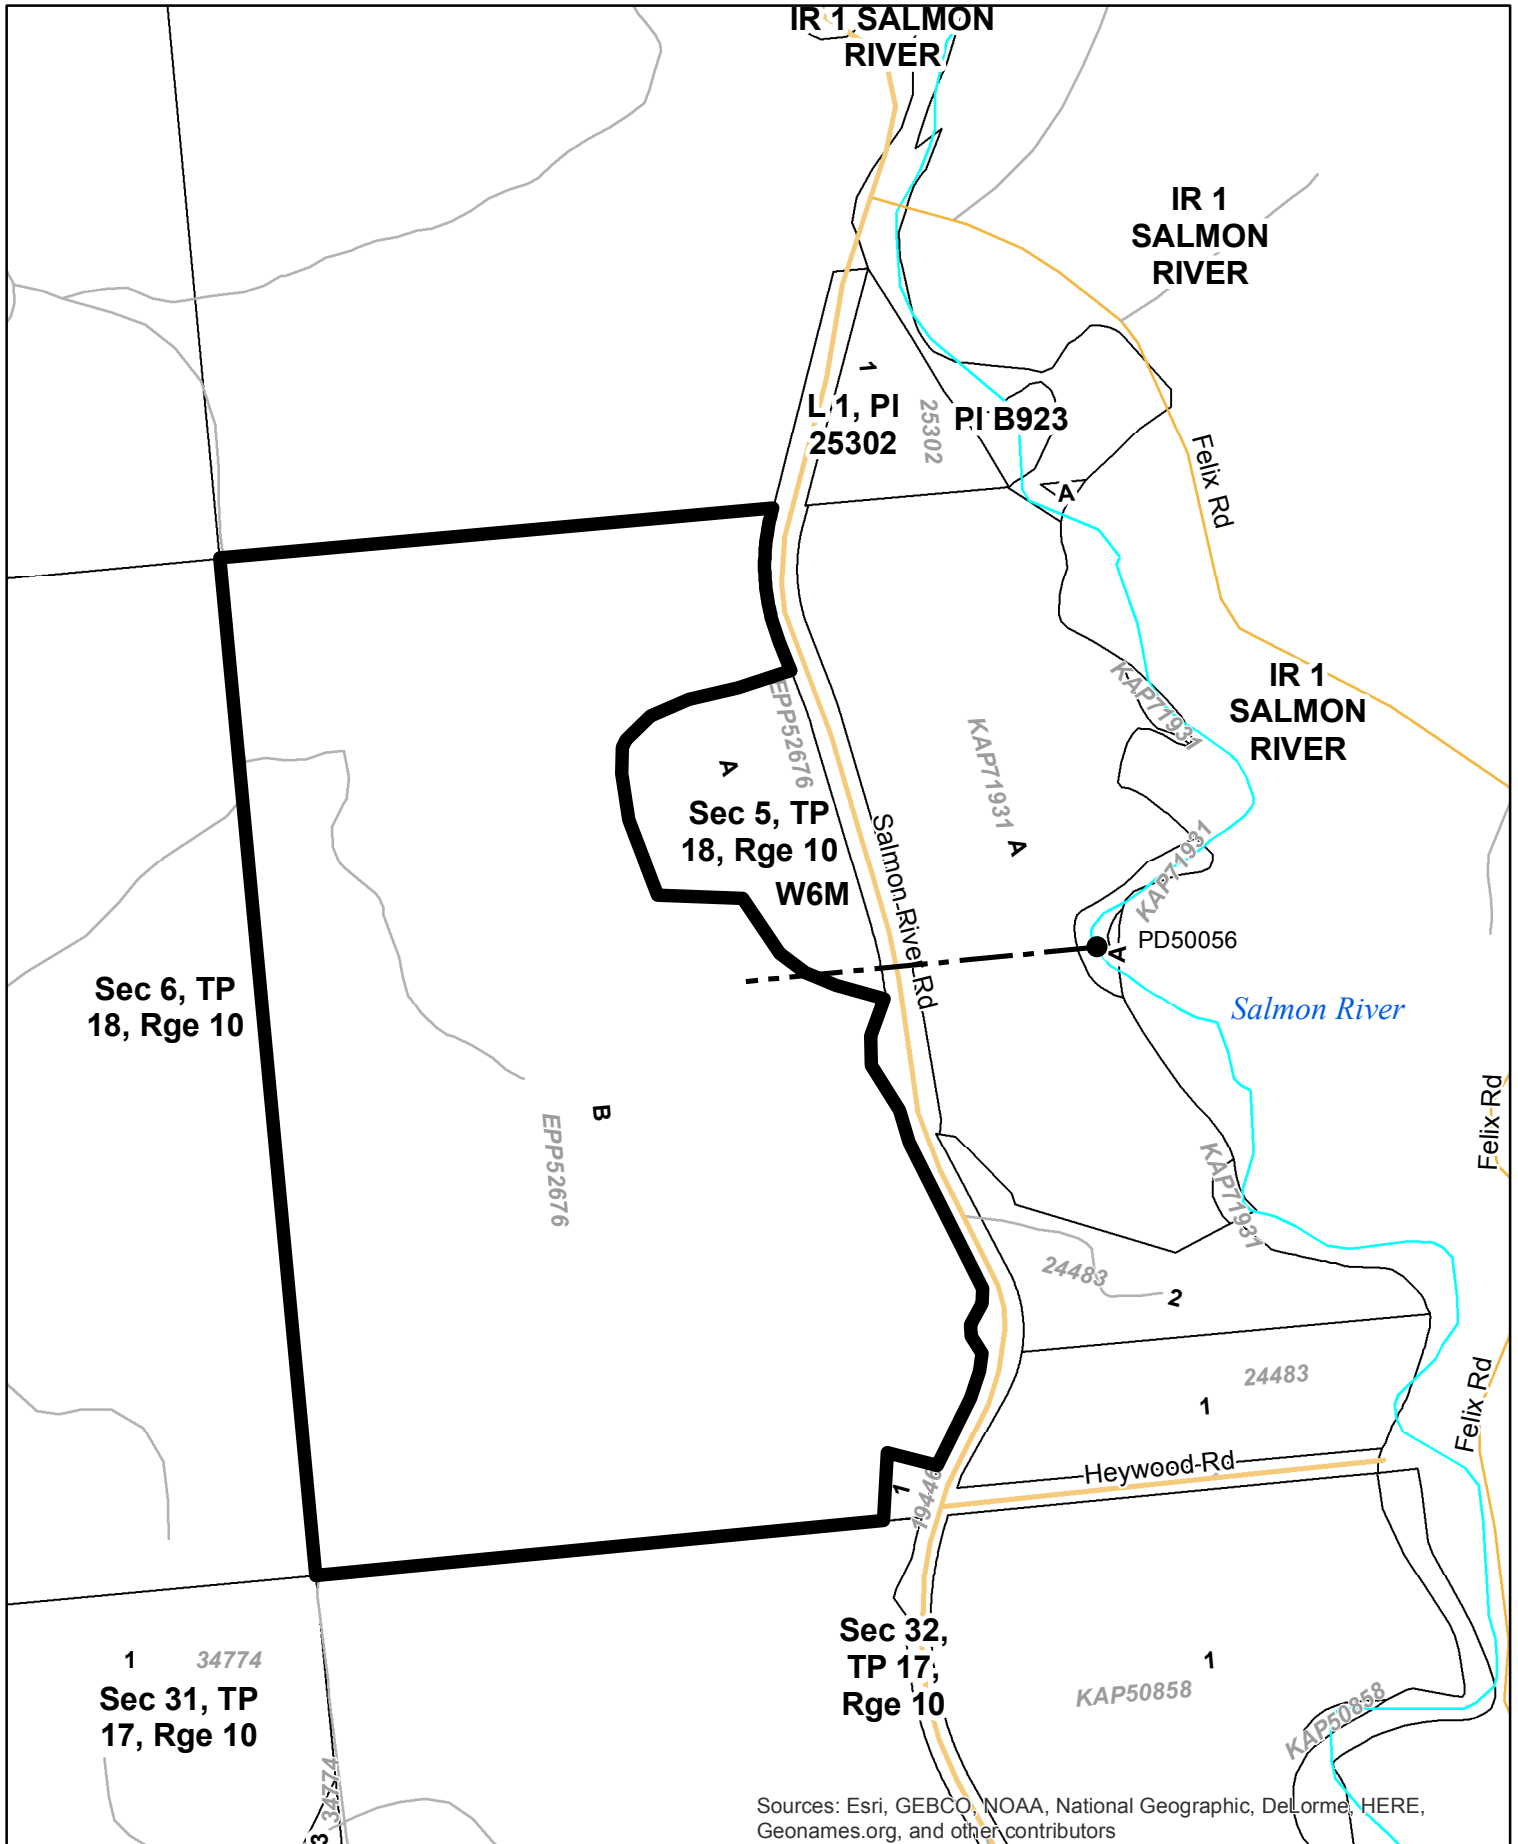 IR 1 SALMON
RIVER
IR 1
SALMON
RIVER
1
L 1, Pl
25302
25302
Pl B923
Felix Rd
A
KAP71931
IR 1
SALMON
RIVER
EPP52676
KAP71931
A
Sec 5, TP
18, Rge 10
W6M
Salmon River Rd
A
KAP71931
A
PD50056
Sec 6, TP
18, Rge 10
Salmon River
B
EPP52676
Felix Rd
KAP71931
24483
2
24483
1
Felix Rd
Heywood Rd
1
19446
Sec 32,
TP 17,
Rge 10
1
KAP50858
KAP50858
1
34774
Sec 31, TP
17, Rge 10
34774
3
Sources: Esri, GEBCO, NOAA, National Geographic, DeLorme, HERE,
Geonames.org, and other contributors